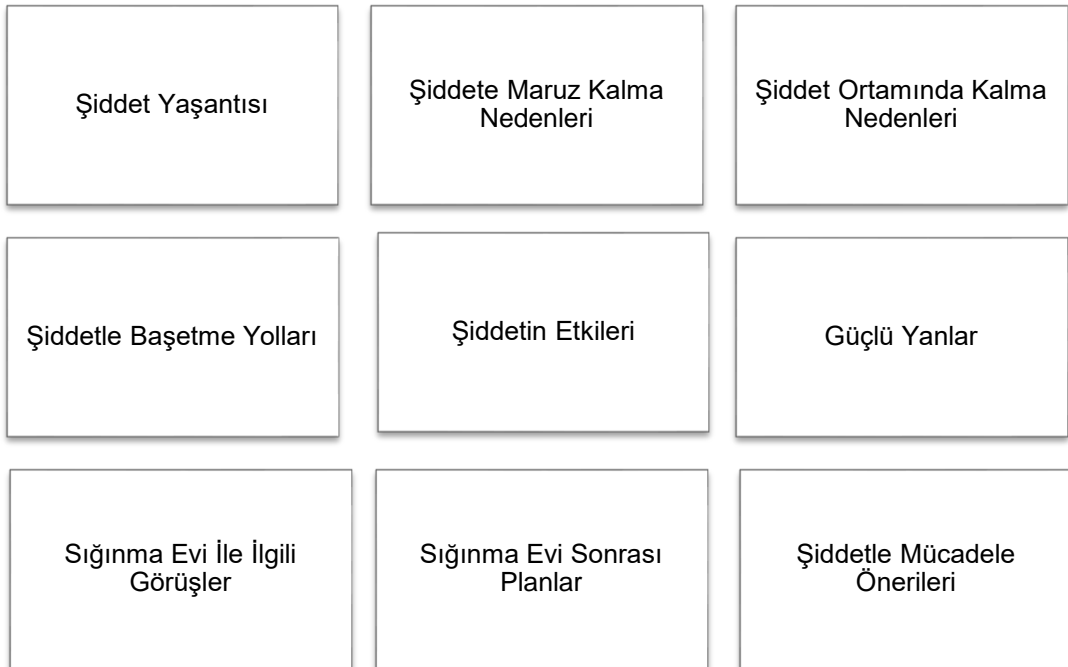 Şiddet Yaşantısı
Şiddete Maruz Kalma
Nedenleri
Şiddet Ortamında Kalma
Nedenleri
Şiddetle Başetme Yolları
Şiddetin Etkileri
Güçlü Yanlar
Sığınma Evi İle İlgili
Görüşler
Sığınma Evi Sonrası
Planlar
Şiddetle Mücadele
Önerileri